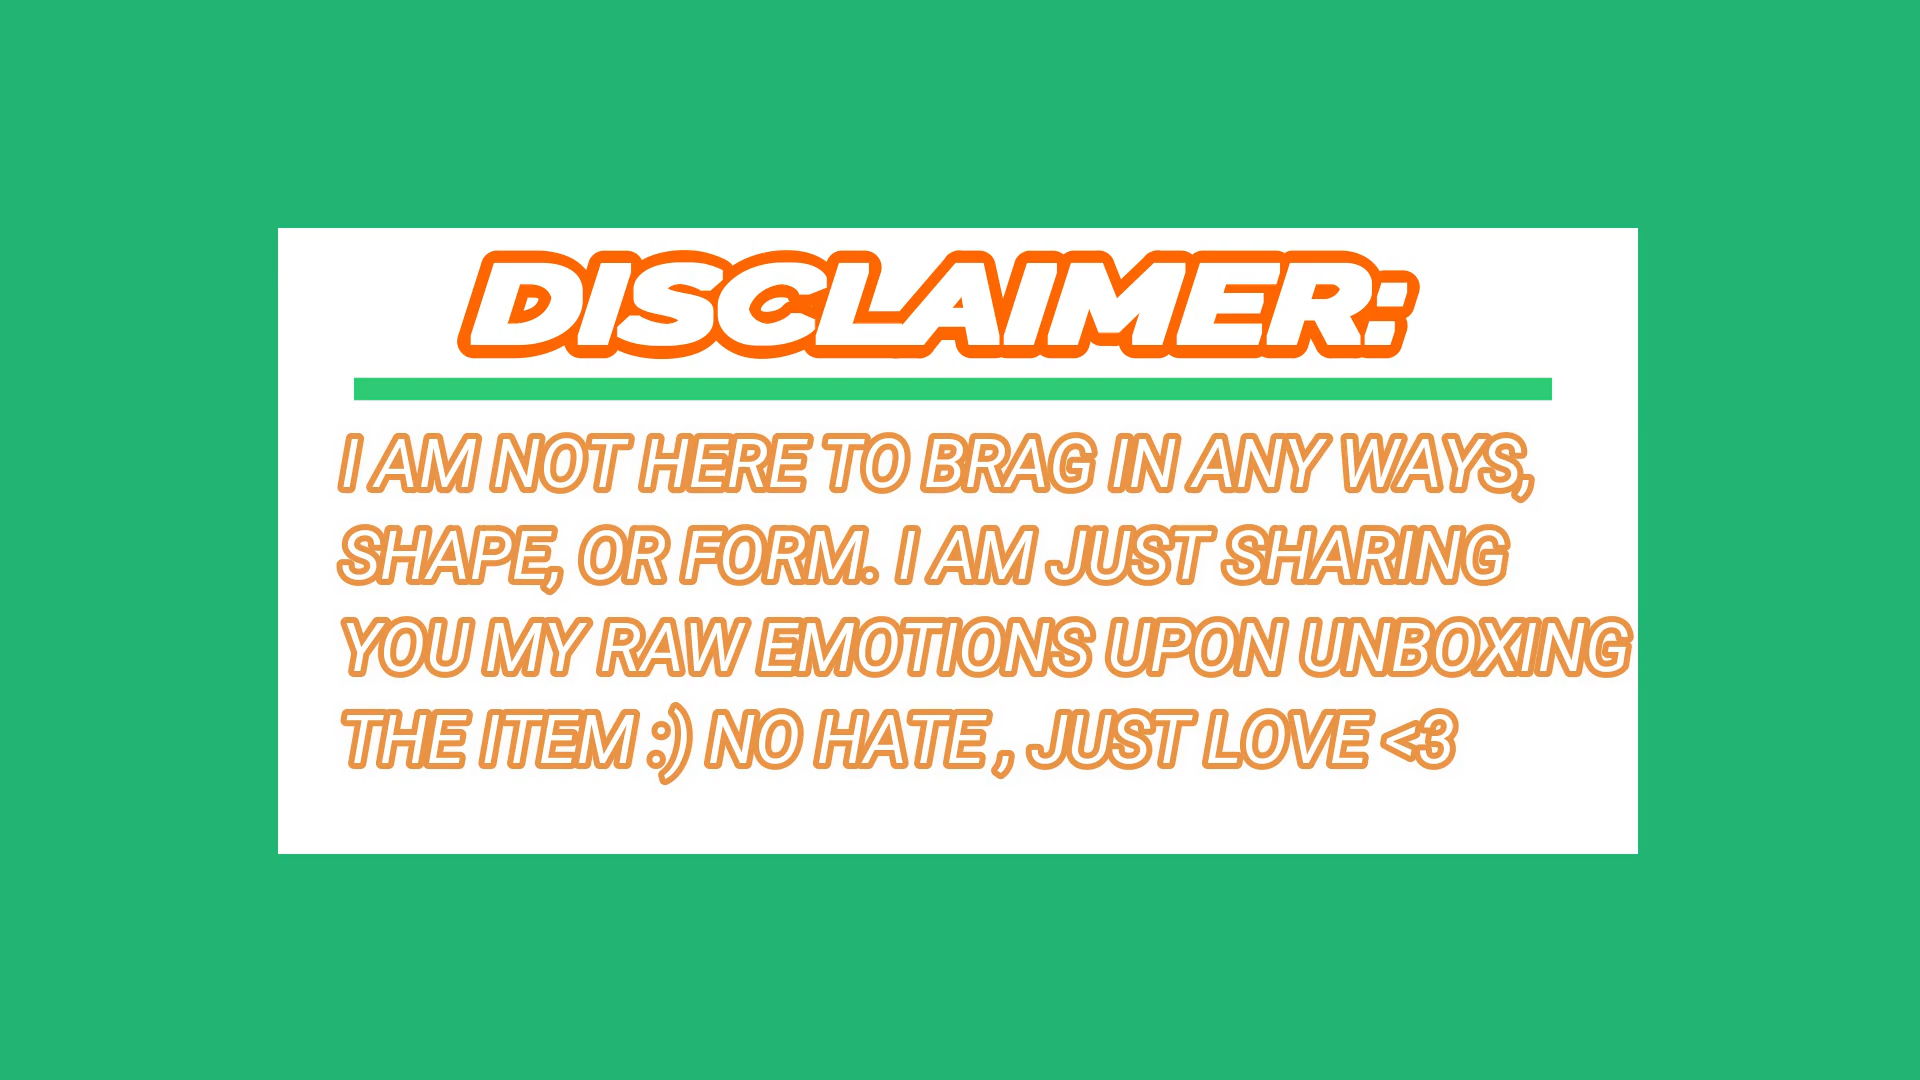 DISCLAIMER:
I AM NOT HERE TO BRAG IN ANY WAYS,
SHAPE, OR FORM. I AM JUST SHARING
YOU MY RAW EMOTIONS UPON UNBOXING
THE ITEM :) NO HATE , JUST LOVE <3